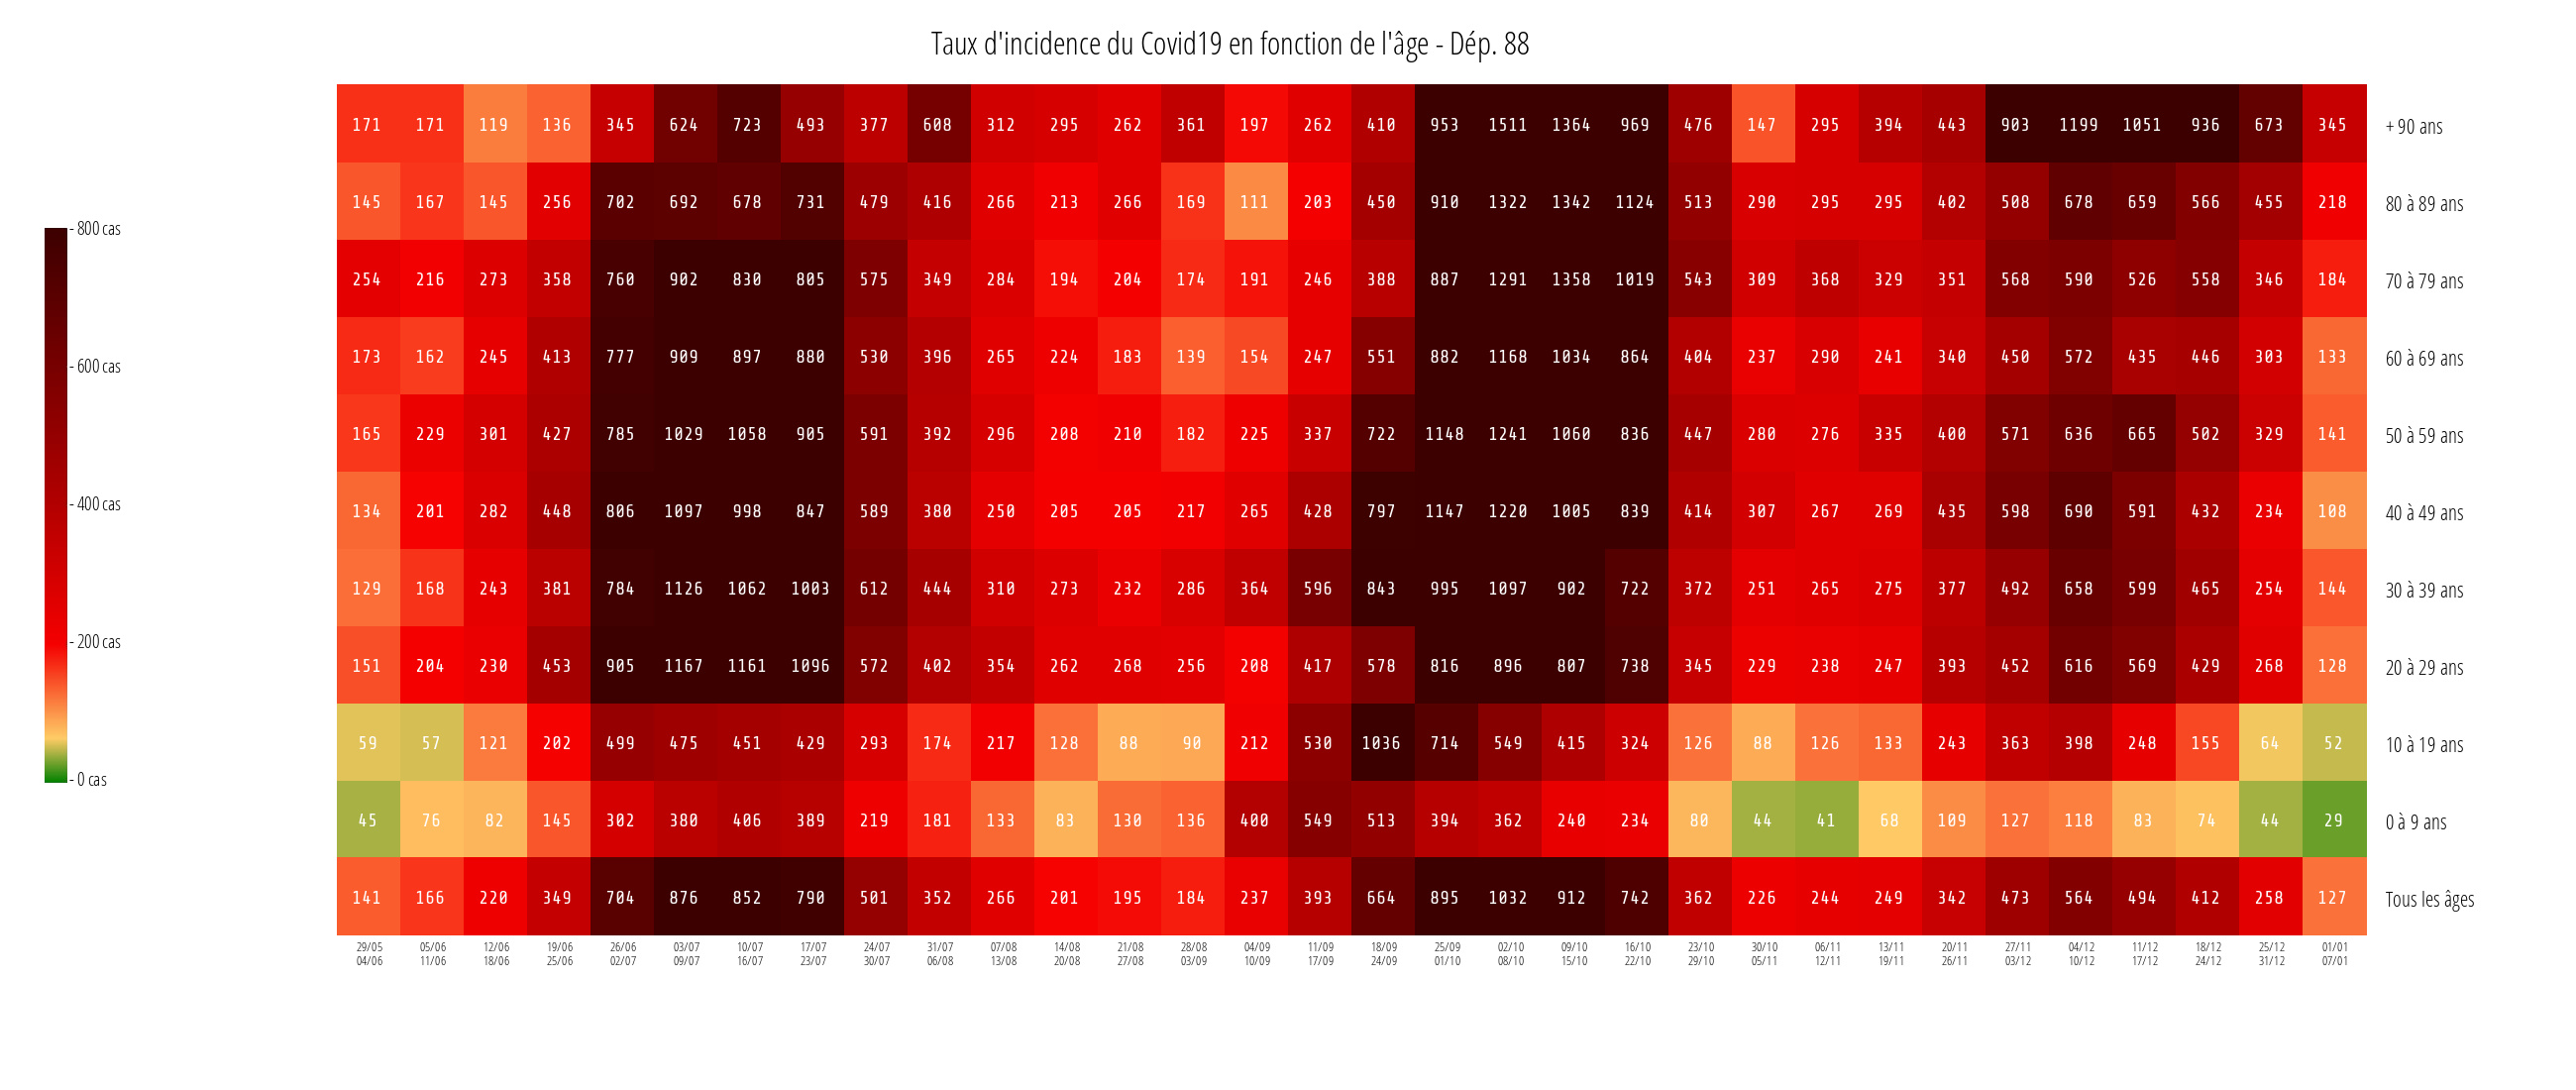 Taux d'incidence du Covid19 en fonction de l'âge - Dép. 88
- 800 cas
- 600 cas
- 400 cas
- 200 cas
- 0 cas
171 171 119 136 345 624 723 493 377 608 312 295 262 361 197 262 410 953 1511 1364 969 476 147 295 394 443 903 1199 1051 936 673 345 + 90 ans
145 167 145 256 702 692 678 731 479 416 266 213 266 169 111 203 450 910 1322 1342 1124 513 290 295 295 402 508 678 659 566 455 218 80 à 89 ans
254 216 273 358 760 902 830 805 575 349 284 194 204 174 191 246 388 887 1291 1358 1019 543 309 368 329 351 568 590 526 558 346 184 70 à 79 ans
173 162 245 413 777 909 897 880 530 396 265 224 183 139 154 247 551 882 1168 1034 864 404 237 290 241 340 450 572 435 446 303 133 60 à 69 ans
165 229 301 427 785 1029 1058 905 591 392 296 208 210 182 225 337 722 1148 1241 1060 836 447 280 276 335 400 571 636 665 502 329 141 50 à 59 ans
134 201 282 448 806 1097 998 847 589 380 250 205 205 217 265 428 797 1147 1220 1005 839 414 307 267 269 435 598 690 591 432 234 108 40 à 49 ans
129 168 243 381 784 1126 1062 1003 612 444 310 273 232 286 364 596 843 995 1097 902 722 372 251 265 275 377 492 658 599 465 254 144 30 à 39 ans
151 204 230 453 905 1167 1161 1096 572 402 354 262 268 256 208 417 578 816 896 807 738 345 229 238 247 393 452 616 569 429 268 128 20 à 29 ans
59 57 121 202 499 475 451 429 293 174 217 128 88 90 212 530 1036 714 549 415 324 126 88 126 133 243 363 398 248 155 64 52 10 à 19 ans
45 76 82 145 302 380 406 389 219 181 133 83 130 136 400 549 513 394 362 240 234 80 44 41 68 109 127 118 83 74 44 29 0 à 9 ans
141 166 220 349 704 876 852 790 501 352 266 201 195 184 237 393 664 895 1032 912 742 362 226 244 249 342 473 564 494 412 258 127 Tous les âges
29/05 05/06 12/06 19/06 26/06 03/07 10/07 17/07 24/07 31/07 07/08 14/08 21/08 28/08 04/09 11/09 18/09 25/09 02/10 09/10 16/10 23/10 30/10 06/11 13/11 20/11 27/11 04/12 11/12 18/12 25/12 01/01
04/06 11/06 18/06 25/06 02/07 09/07 16/07 23/07 30/07 06/08 13/08 20/08 27/08 03/09 10/09 17/09 24/09 01/10 08/10 15/10 22/10 29/10 05/11 12/11 19/11 26/11 03/12 10/12 17/12 24/12 31/12 07/01